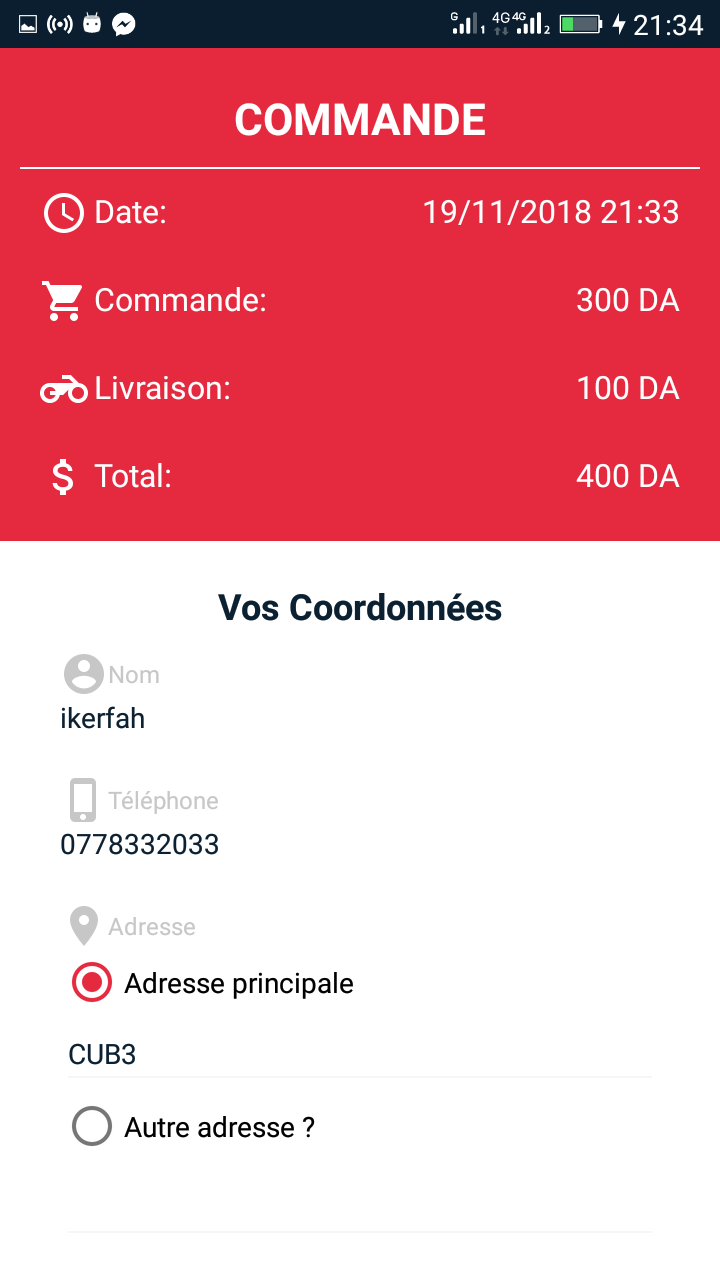 G 1 4G 4G 2 21:34
COMMANDE
Date: 19/11/2018 21:33
Commande: 300 DA
Livraison: 100 DA
$ Total: 400 DA
Vos Coordonnées
Nom
ikerfah
Téléphone
0778332033
Adresse
Adresse principale
CUB3
Autre adresse ?